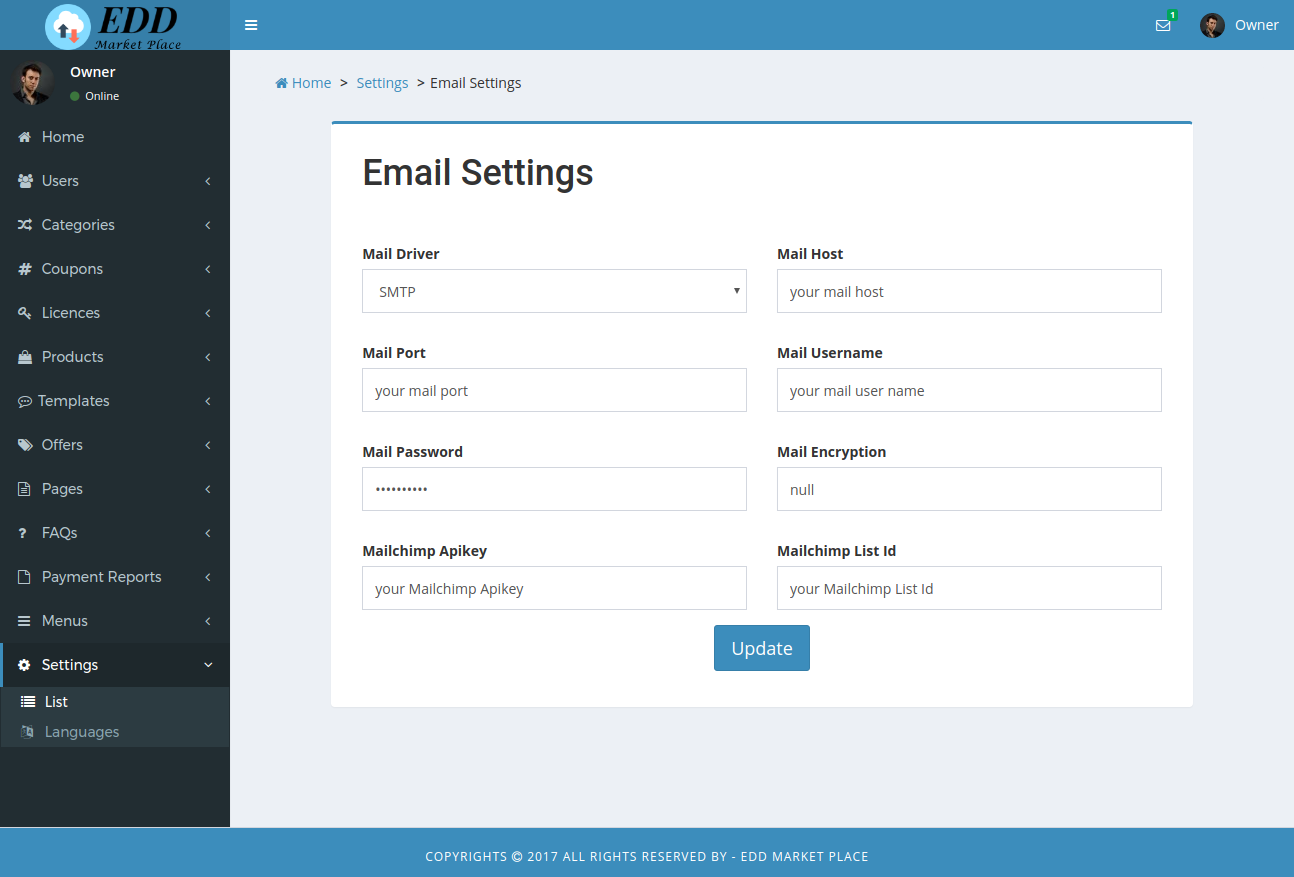 EDD
Market Place
1
Owner
Owner
Online
Home
Users
Categories
Coupons
Licences
Products
Templates
Offers
Pages
FAQs
Payment Reports
Menus
Settings
List
Languages
Home > Settings > Email Settings
Email Settings
Mail Driver
SMTP
Mail Host
your mail host
Mail Port
your mail port
Mail Username
your mail user name
Mail Password
••••••••••
Mail Encryption
null
Mailchimp Apikey
your Mailchimp Apikey
Mailchimp List Id
your Mailchimp List Id
Update
COPYRIGHTS © 2017 ALL RIGHTS RESERVED BY - EDD MARKET PLACE